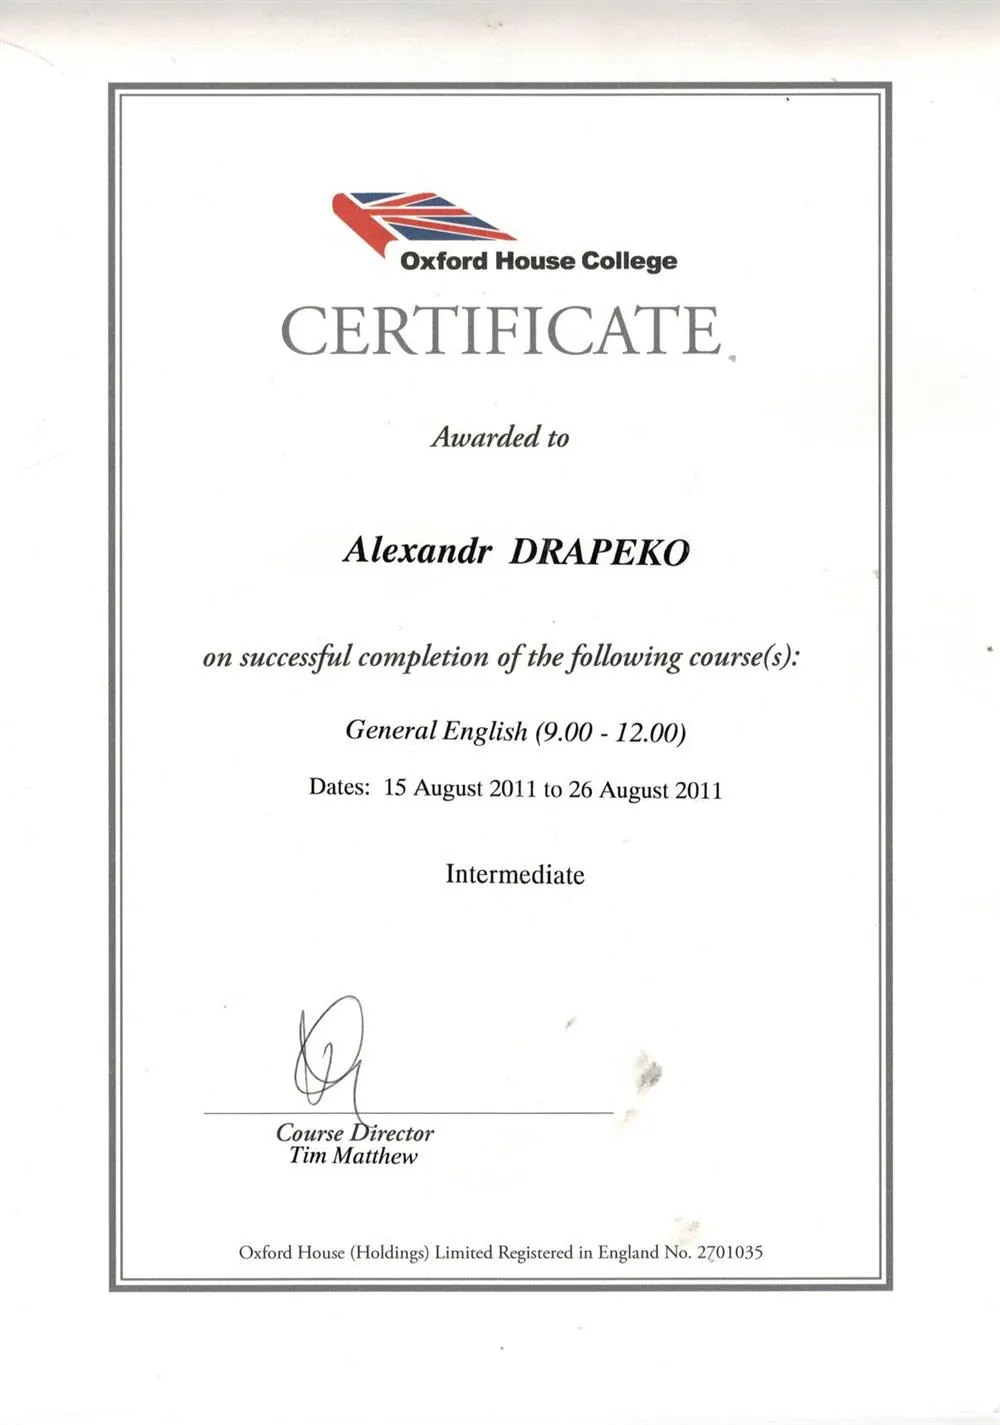 Oxford House College
CERTIFICATE
Awarded to
Alexandr DRAPEKO
on successful completion of the following course(s):
General English (9.00 - 12.00)
Dates: 15 August 2011 to 26 August 2011
Intermediate
Course Director
Tim Matthew
Oxford House (Holdings) Limited Registered in England No. 2701035